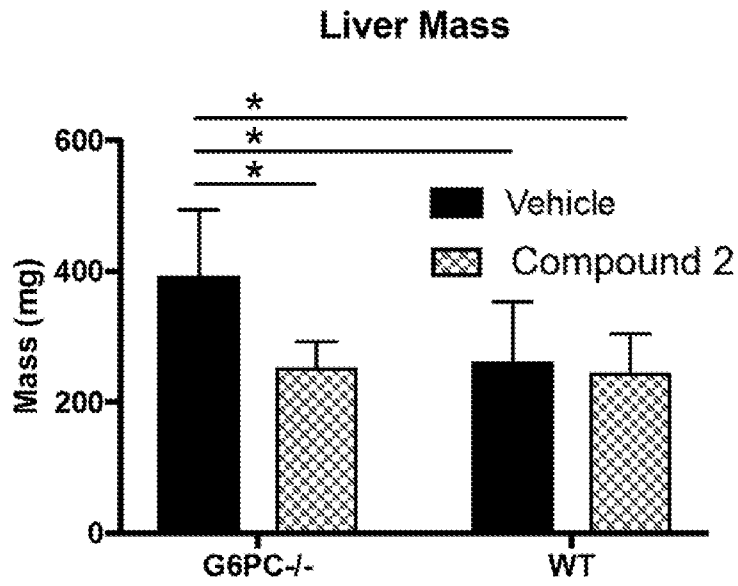 Liver Mass
*
*
*
600
400
200
0
Mass (mg)
Vehicle
Compound 2
G6PC-/-
WT